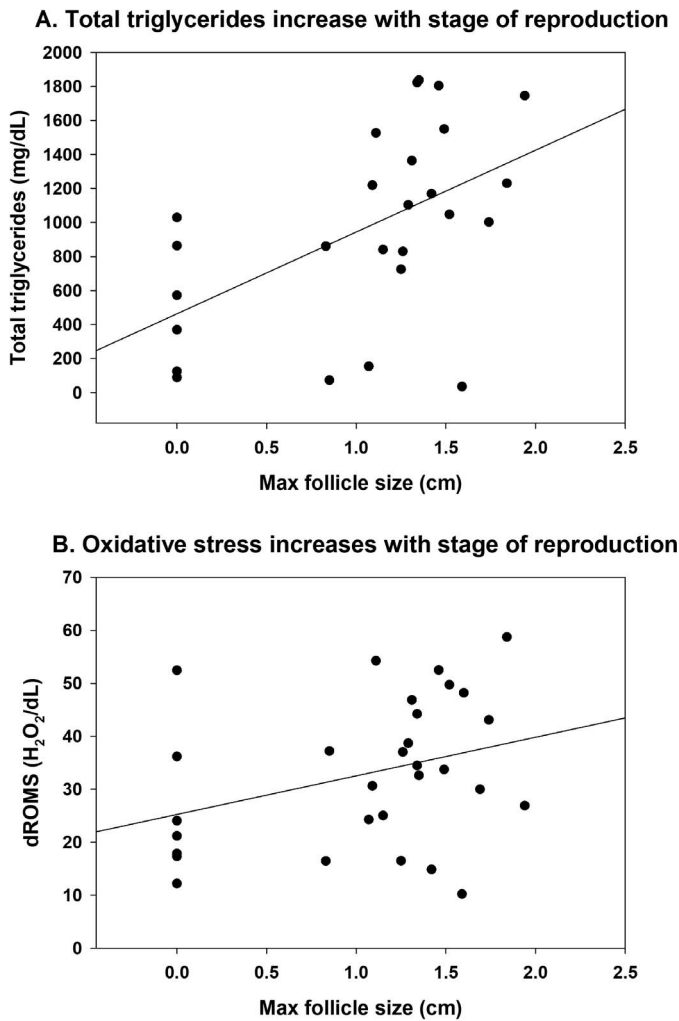 A. Total triglycerides increase with stage of reproduction
Total triglycerides (mg/dL)
2000
1800
1600
1400
1200
1000
800
600
400
200
0
0.0 0.5 1.0 1.5 2.0 2.5
Max follicle size (cm)
B. Oxidative stress increases with stage of reproduction
dROMS (H₂O₂/dL)
70
60
50
40
30
20
10
0
0.0 0.5 1.0 1.5 2.0 2.5
Max follicle size (cm)